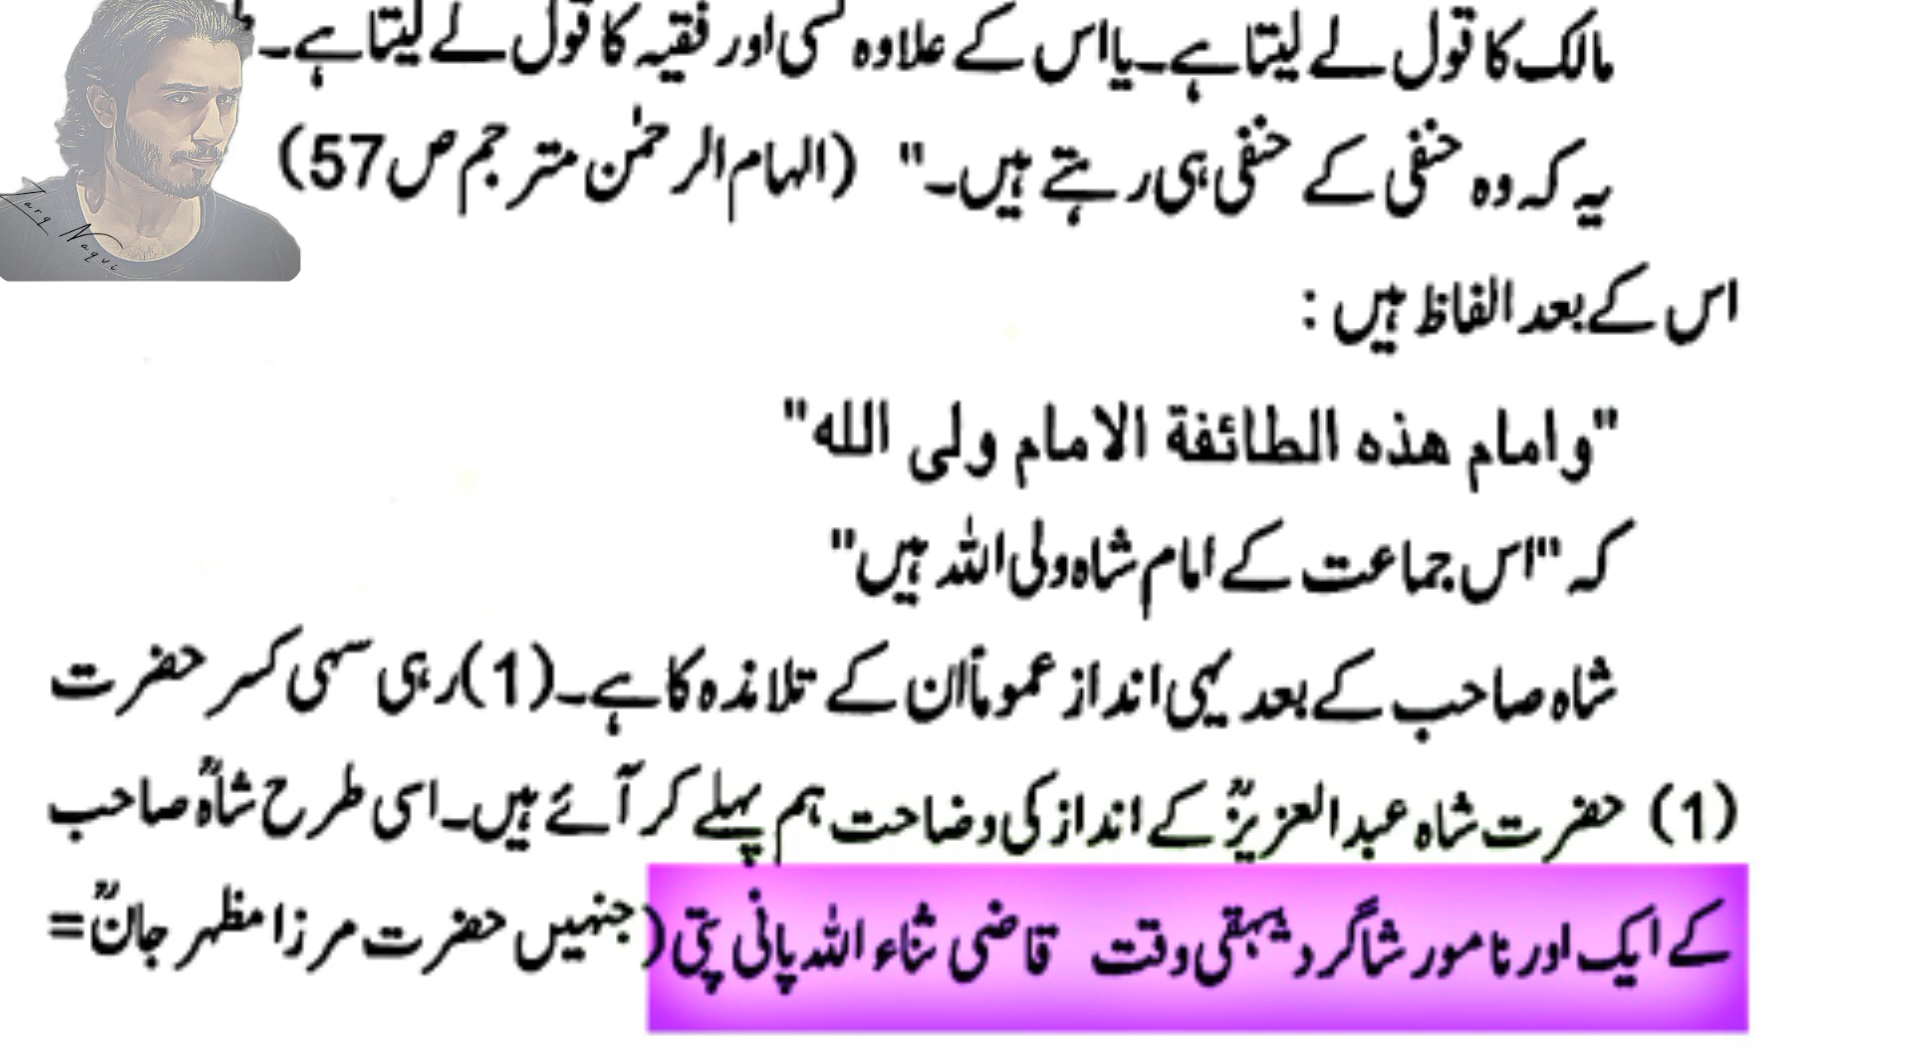 مالک کا قول لے لیتا ہے۔ یا اس کے علاوہ کسی اور فقیہ کا قول لے لیتا ہے۔
یہ کہ وہ حنفی کے حنفی ہی رہتے ہیں۔" (الہام الرحمٰن مترجم ص57)
Zarq Naqvi
اس کے بعد الفاظ ہیں :
"وامام هذه الطائفة الامام ولی الله"
کہ "اس جماعت کے امام شاہ ولی اللہ ہیں"
شاہ صاحب کے بعد یہی انداز عموماً ان کے تلامذہ کا ہے۔(1) رہی سہی کسر حضرت
(1) حضرت شاہ عبدالعزیزؒ کے انداز کی وضاحت ہم پہلے کر آئے ہیں۔ اسی طرح شاہؒ صاحب
کے ایک اور نامور شاگرد بیہقی وقت قاضی ثناء اللہ پانی پتی (جنہیں حضرت مرزا مظہر جانؒ=